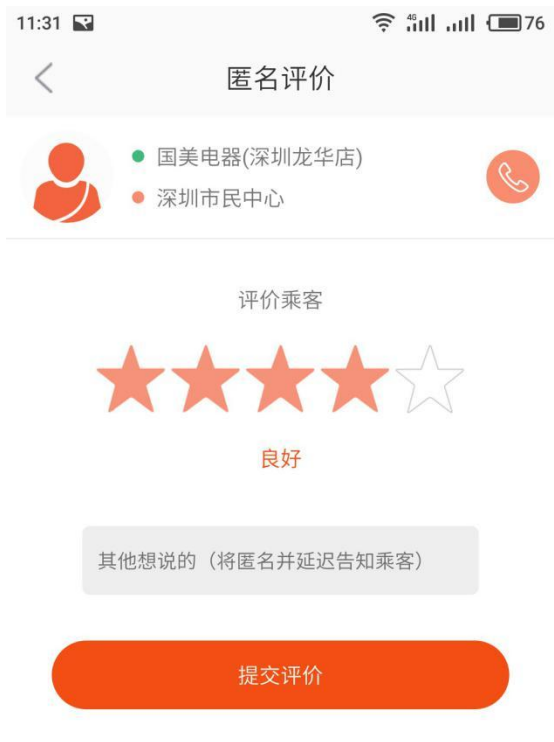 11:31 4G 76
匿名评价
国美电器(深圳龙华店)
深圳市民中心
评价乘客
良好
其他想说的（将匿名并延迟告知乘客）
提交评价